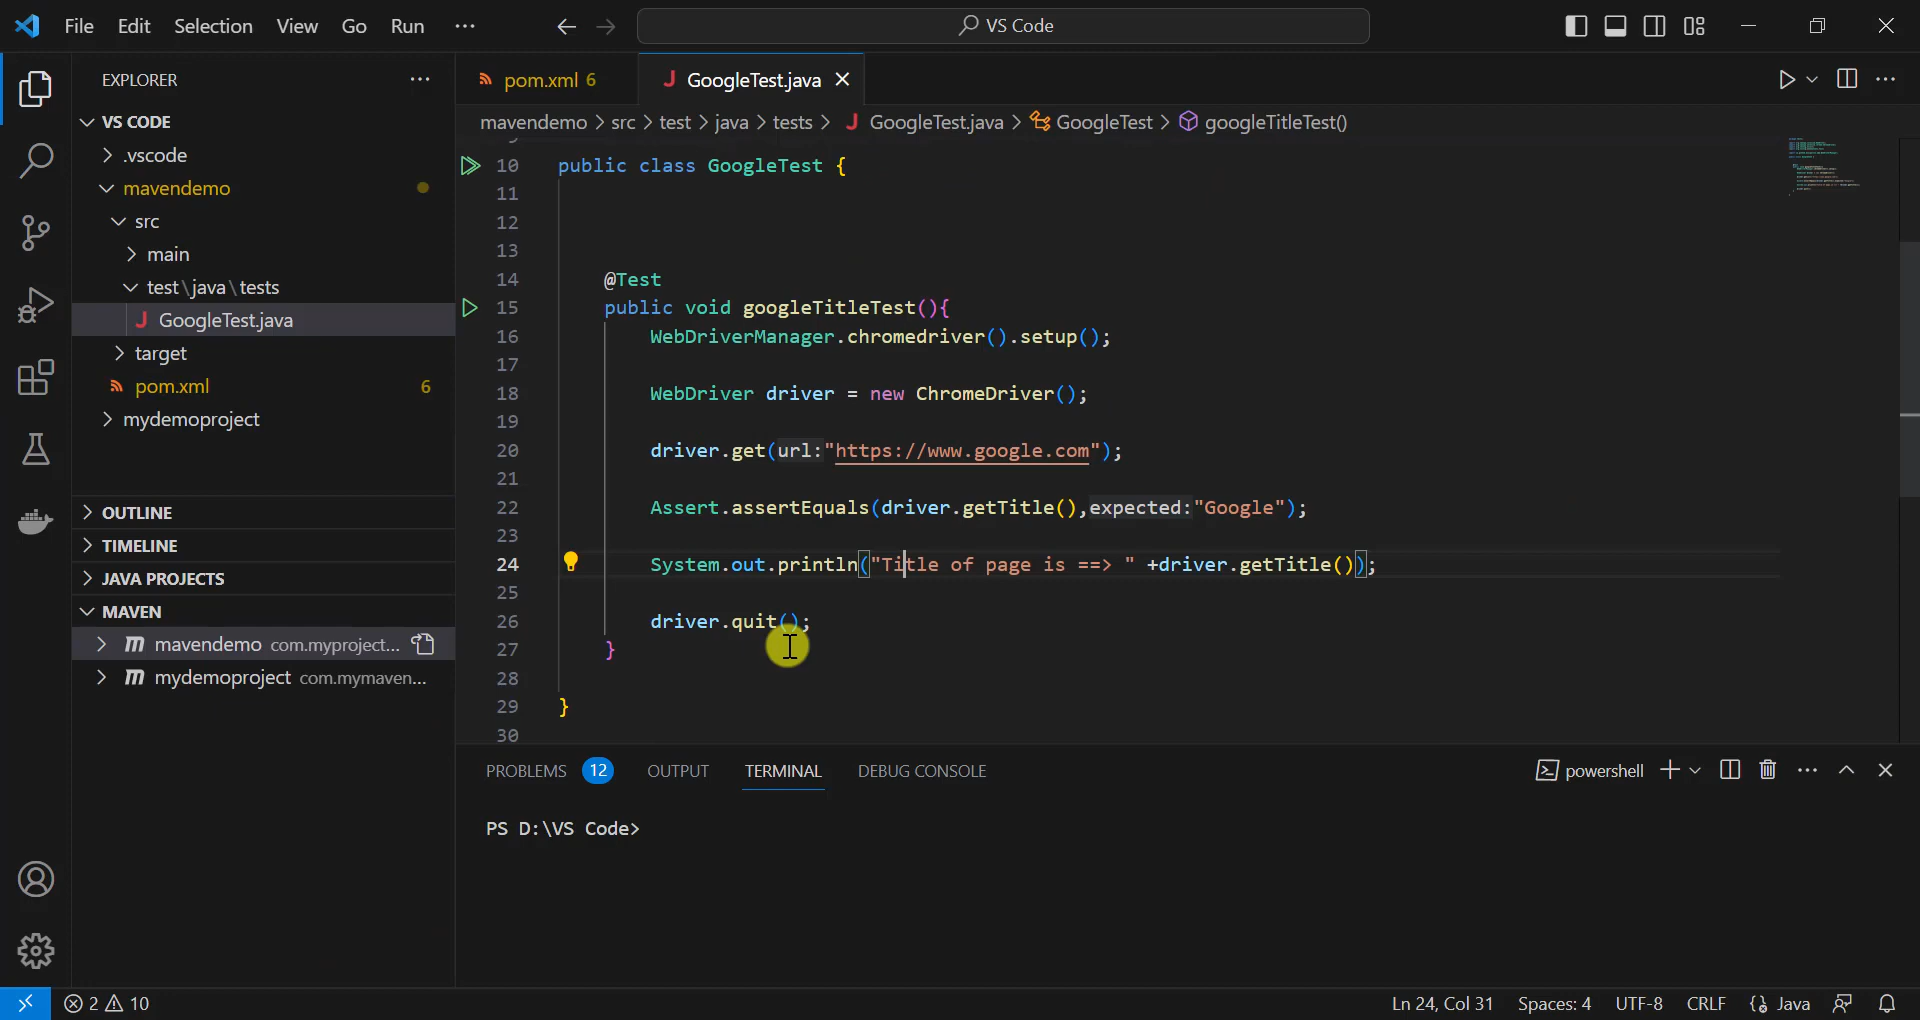 File Edit Selection View Go Run ···
VS Code
EXPLORER ···
VS CODE
.vscode
mavendemo
src
main
test\java\tests
J GoogleTest.java
target
pom.xml 6
mydemoproject
OUTLINE
TIMELINE
JAVA PROJECTS
MAVEN
m mavendemo com.myproject...
m mydemoproject com.mymaven...
pom.xml 6
J GoogleTest.java
mavendemo > src > test > java > tests > J GoogleTest.java > GoogleTest > googleTitleTest()
10 public class GoogleTest {
11
12
13
14 @Test
15 public void googleTitleTest(){
16 WebDriverManager.chromedriver().setup();
17
18 WebDriver driver = new ChromeDriver();
19
20 driver.get(url:"https://www.google.com");
21
22 Assert.assertEquals(driver.getTitle(),expected:"Google");
23
24 System.out.println("Title of page is ==> " +driver.getTitle());
25
26 driver.quit();
27 }
28
29 }
30
PROBLEMS 12 OUTPUT TERMINAL DEBUG CONSOLE
powershell
PS D:\VS Code>
2 10
Ln 24, Col 31 Spaces: 4 UTF-8 CRLF Java